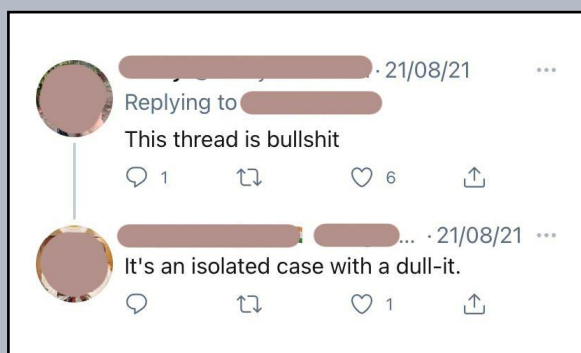 · 21/08/21
Replying to
This thread is bullshit
1 6
... · 21/08/21
It's an isolated case with a dull-it.
1